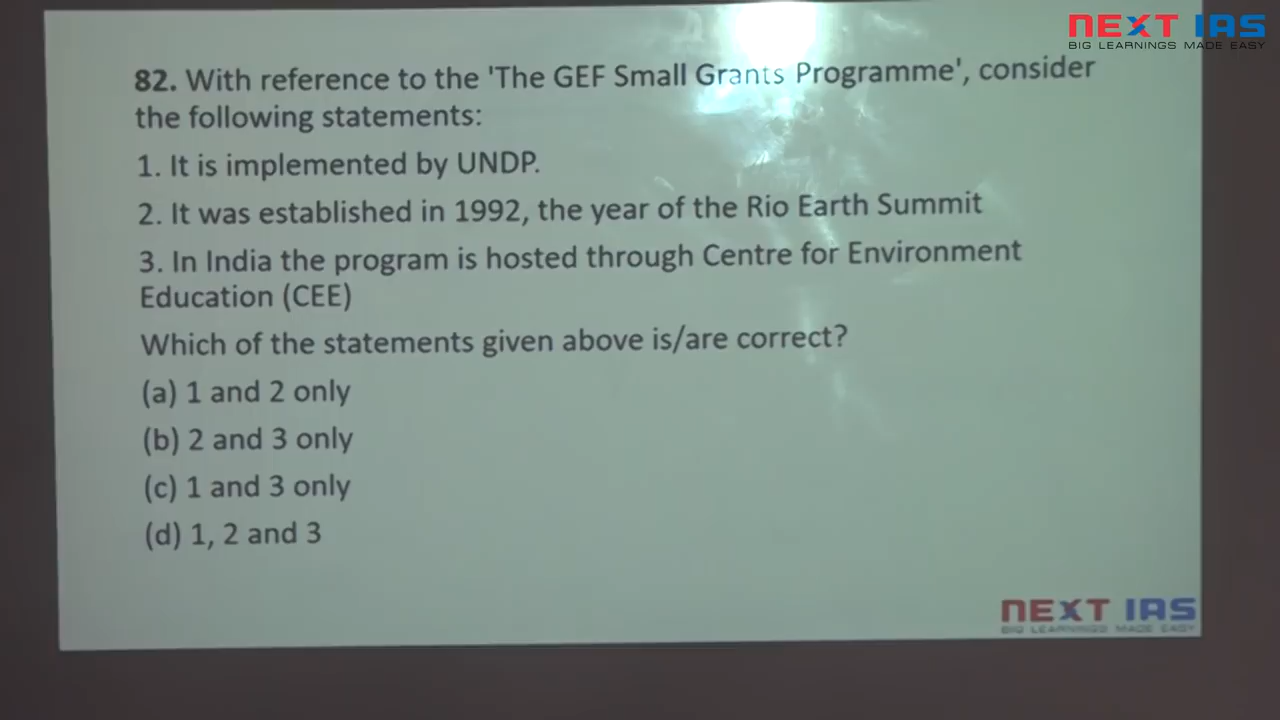 NEXT IAS
BIG LEARNINGS MADE EASY
82. With reference to the 'The GEF Small Grants Programme', consider
the following statements:
1. It is implemented by UNDP.
2. It was established in 1992, the year of the Rio Earth Summit
3. In India the program is hosted through Centre for Environment
Education (CEE)
Which of the statements given above is/are correct?
(a) 1 and 2 only
(b) 2 and 3 only
(c) 1 and 3 only
(d) 1, 2 and 3
NEXT IAS
BIG LEARNINGS MADE EASY